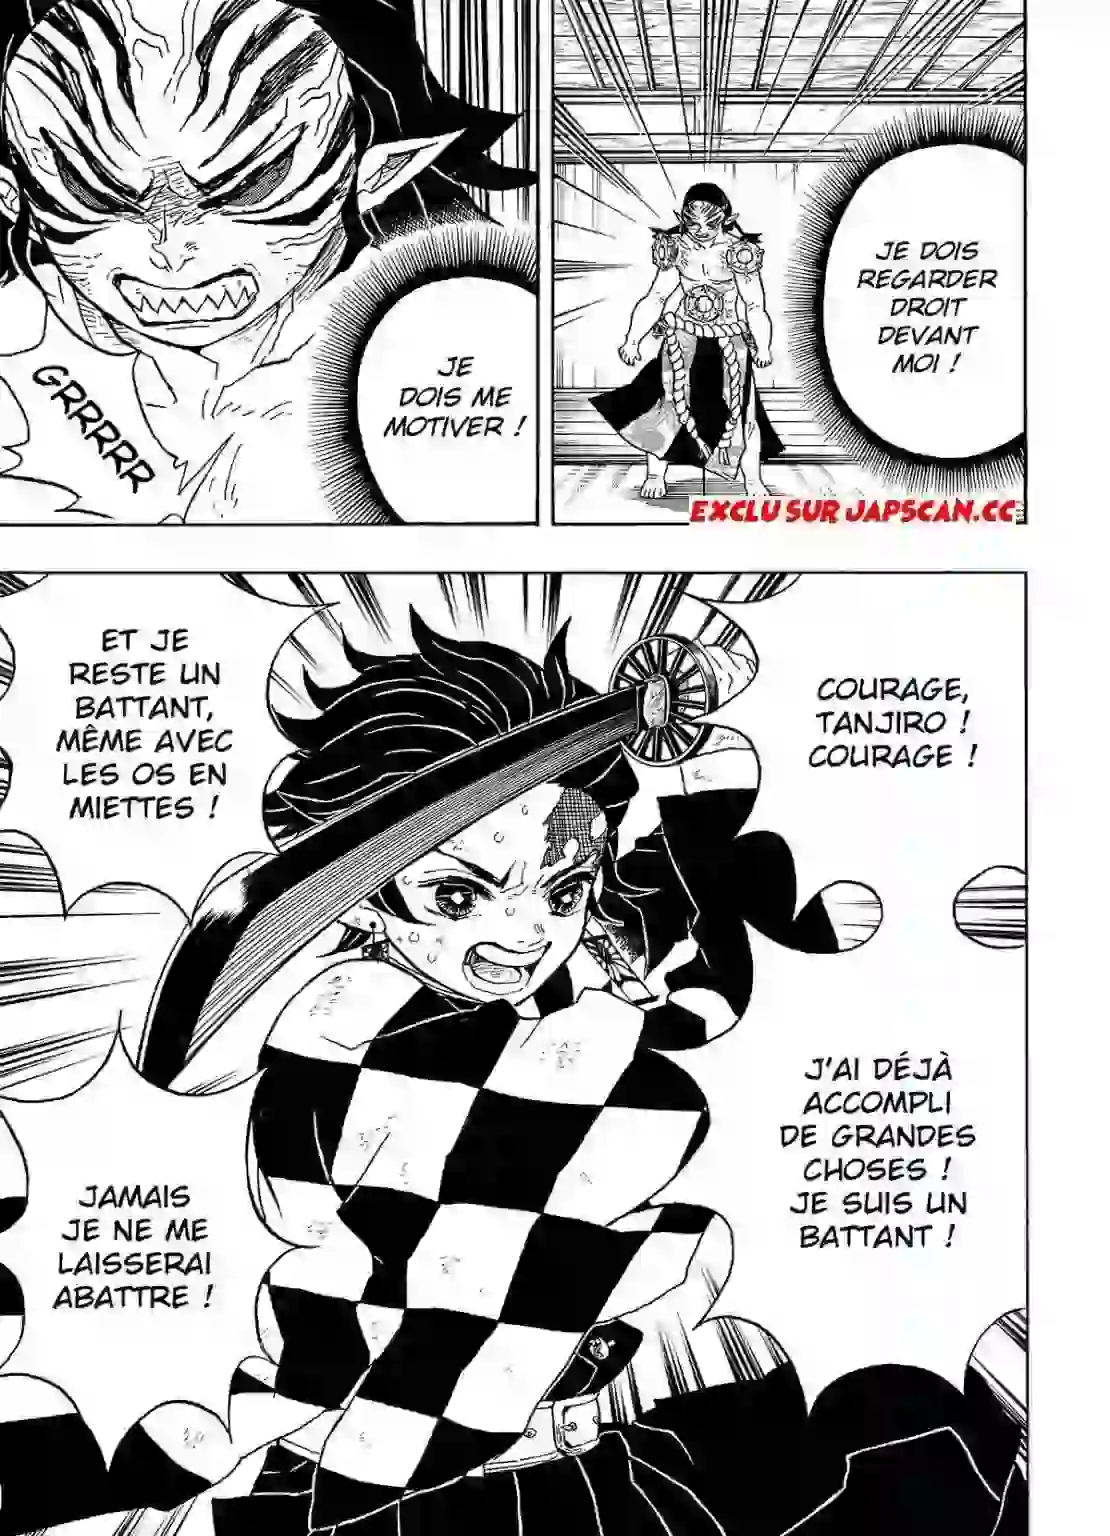 JE DOIS
REGARDER
DROIT
DEVANT
MOI !
EXCLU SUR JAPSCAN.CC
JE
DOIS ME
MOTIVER !
GRRRRR
COURAGE,
TANJIRO !
COURAGE !
J'AI DÉJÀ
ACCOMPLI
DE GRANDES
CHOSES !
JE SUIS UN
BATTANT !
ET JE
RESTE UN
BATTANT,
MÊME AVEC
LES OS EN
MIETTES !
JAMAIS
JE NE ME
LAISSERAI
ABATTRE !